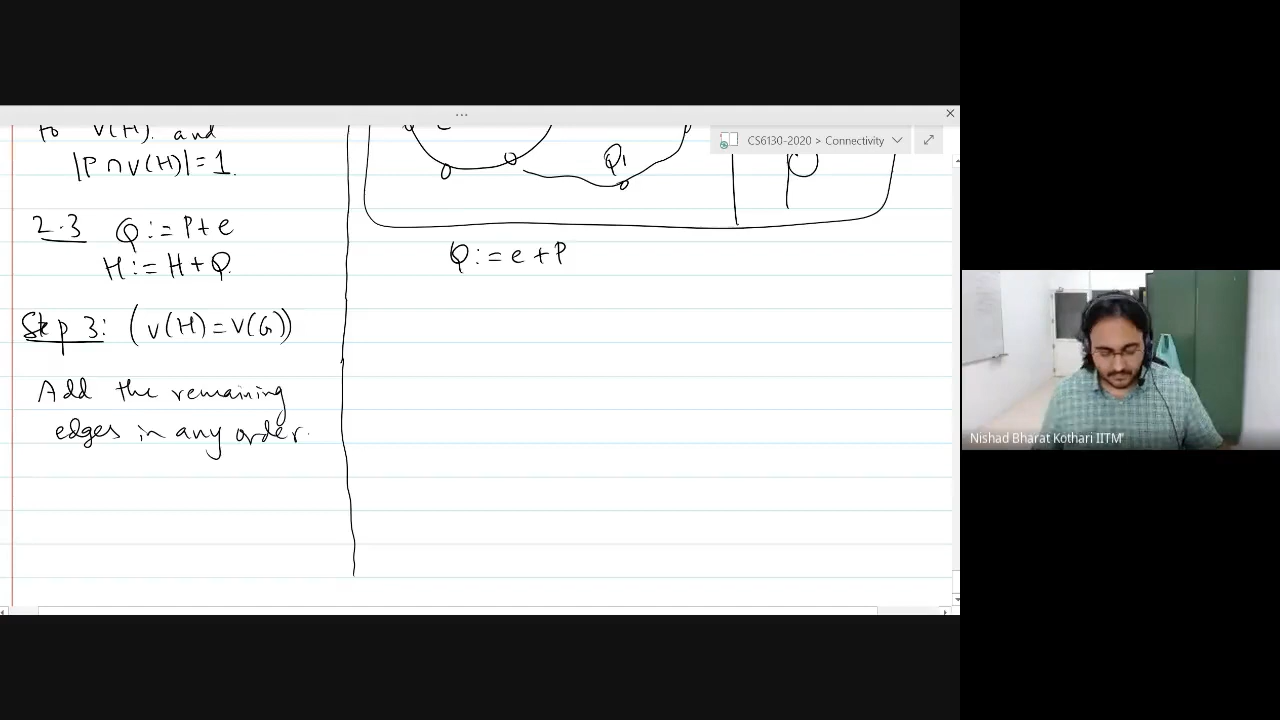 to V(H). and
|P ∩ V(H)| = 1.
2.3 Q := P + e
H := H + Q.
Step 3: (V(H) = V(G))
Add the remaining
edges in any order.
Q1
P
Q := e + P
CS6130-2020 > Connectivity
Nishad Bharat Kothari IITM